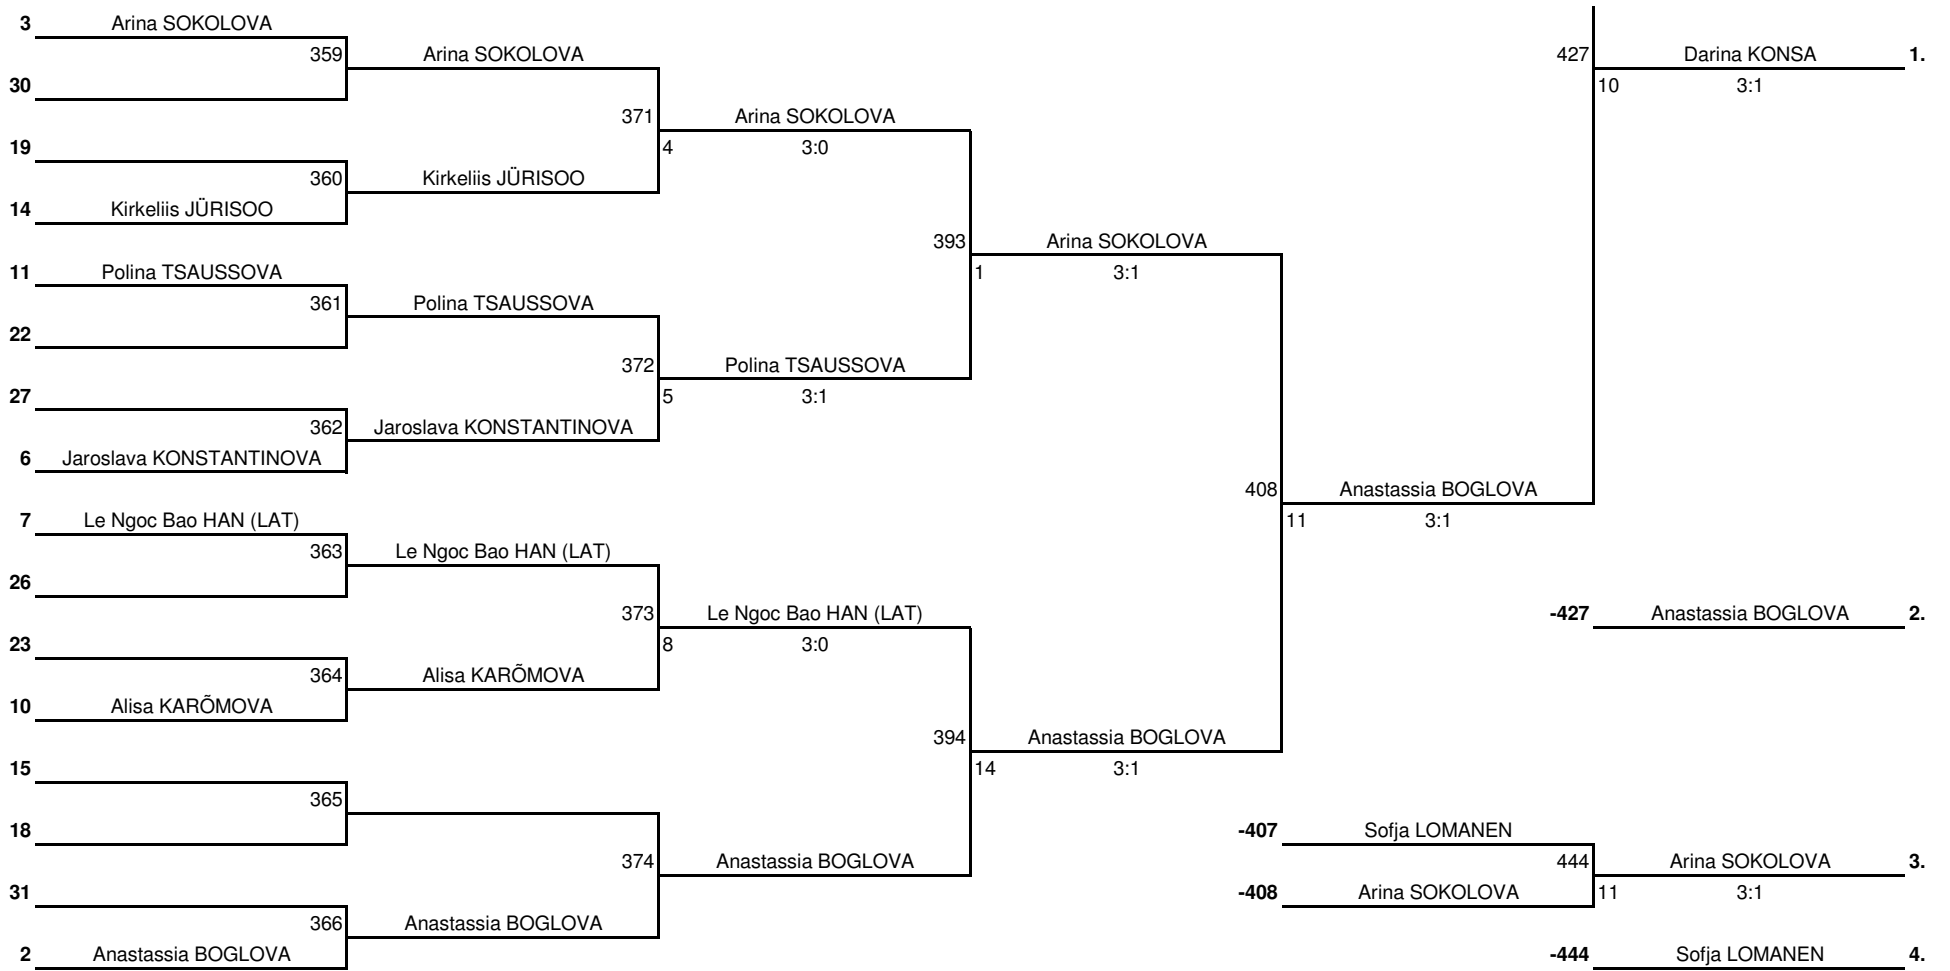 3 Arina SOKOLOVA
359 Arina SOKOLOVA 427 Darina KONSA 1.
30 10 3:1
371 Arina SOKOLOVA
19 4 3:0
360 Kirkeliis JÜRISOO
14 Kirkeliis JÜRISOO
393 Arina SOKOLOVA
11 Polina TSAUSSOVA 1 3:1
361 Polina TSAUSSOVA
22
372 Polina TSAUSSOVA
27 5 3:1
362 Jaroslava KONSTANTINOVA
6 Jaroslava KONSTANTINOVA
408 Anastassia BOGLOVA
7 Le Ngoc Bao HAN (LAT) 11 3:1
363 Le Ngoc Bao HAN (LAT)
26
373 Le Ngoc Bao HAN (LAT) -427 Anastassia BOGLOVA 2.
23 8 3:0
364 Alisa KARÕMOVA
10 Alisa KARÕMOVA
394 Anastassia BOGLOVA
15 14 3:1
365
18 -407 Sofja LOMANEN
374 Anastassia BOGLOVA 444 Arina SOKOLOVA 3.
31 -408 Arina SOKOLOVA 11 3:1
366 Anastassia BOGLOVA
2 Anastassia BOGLOVA -444 Sofja LOMANEN 4.